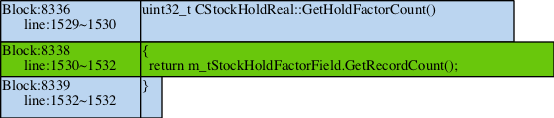 Block:8336 uint32_t CStockHoldReal::GetHoldFactorCount()
line:1529~1530
Block:8338 {
line:1530~1532 return m_tStockHoldFactorField.GetRecordCount();
Block:8339 }
line:1532~1532